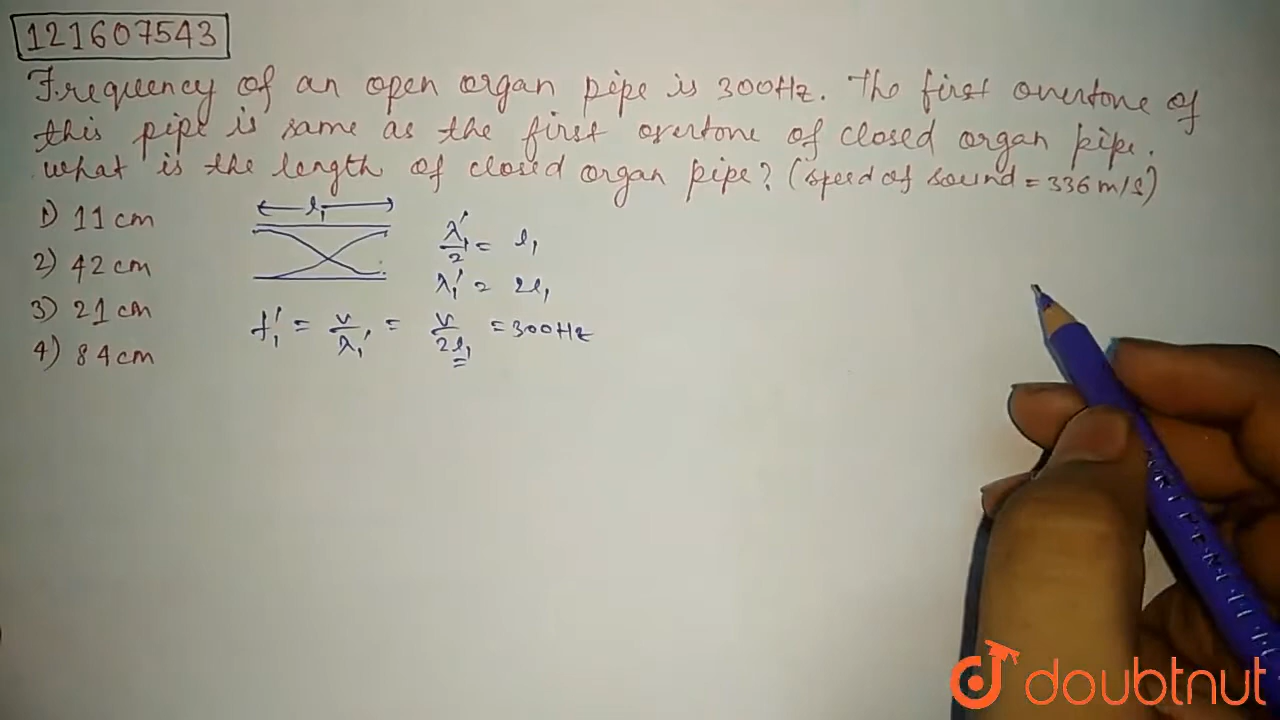 121607543
Frequency of an open organ pipe is 300Hz. The first overtone of
this pipe is same as the first overtone of closed organ pipe.
what is the length of closed organ pipe? (speed of sound = 336 m/s)
1) 11 cm
2) 42 cm
3) 21 cm
4) 84 cm
l₁
λ₁'/2 = l₁
λ₁' = 2l₁
f₁' = v/λ₁' = v/2l₁ = 300Hz
doubtnut